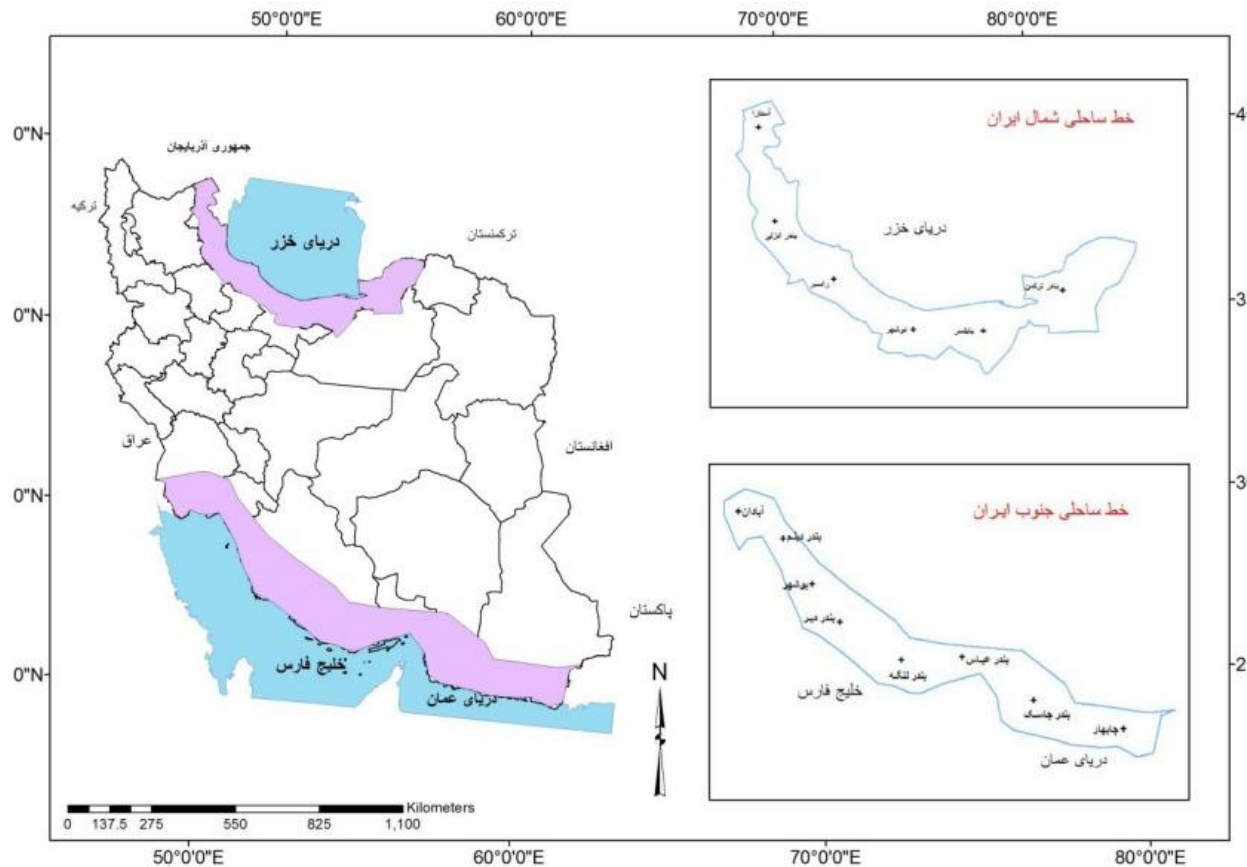 50°0'0"E 60°0'0"E 70°0'0"E 80°0'0"E
0"N
0"N
0"N
0"N
جمهوری آذربایجان
ترکیه
دریای خزر
ترکمنستان
عراق
افغانستان
پاکستان
خلیج فارس
دریای عمان
N
Kilometers
0 137.5 275 550 825 1,100
خط ساحلی شمال ایران
آستارا
بندر انزلی
دریای خزر
رامسر
نوشهر
بابلسر
بندر ترکمن
4
3
خط ساحلی جنوب ایران
آبادان
بندر دیلم
بوشهر
بندر دیر
بندر لنگه
بندر عباس
خلیج فارس
بندر جاسک
چابهار
دریای عمان
3
2
50°0'0"E 60°0'0"E 70°0'0"E 80°0'0"E